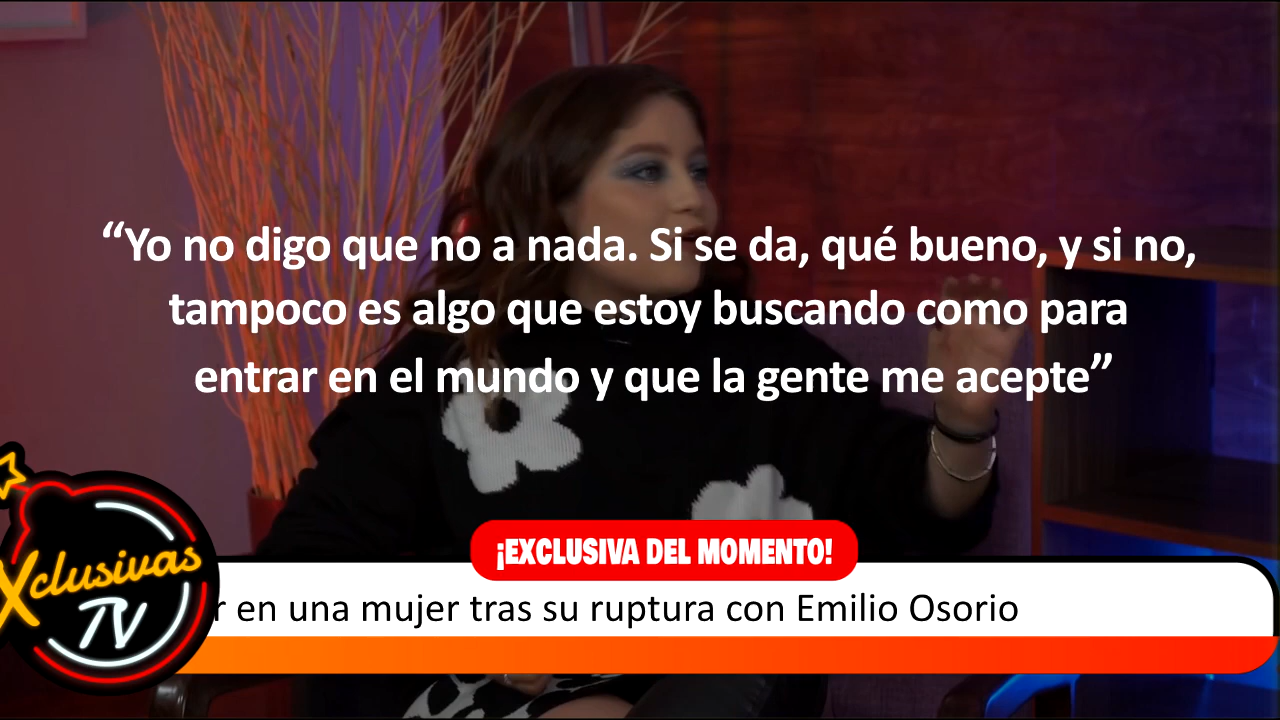 “Yo no digo que no a nada. Si se da, qué bueno, y si no,
tampoco es algo que estoy buscando como para
entrar en el mundo y que la gente me acepte”
¡EXCLUSIVA DEL MOMENTO!
en una mujer tras su ruptura con Emilio Osorio
Xclusivas
TV